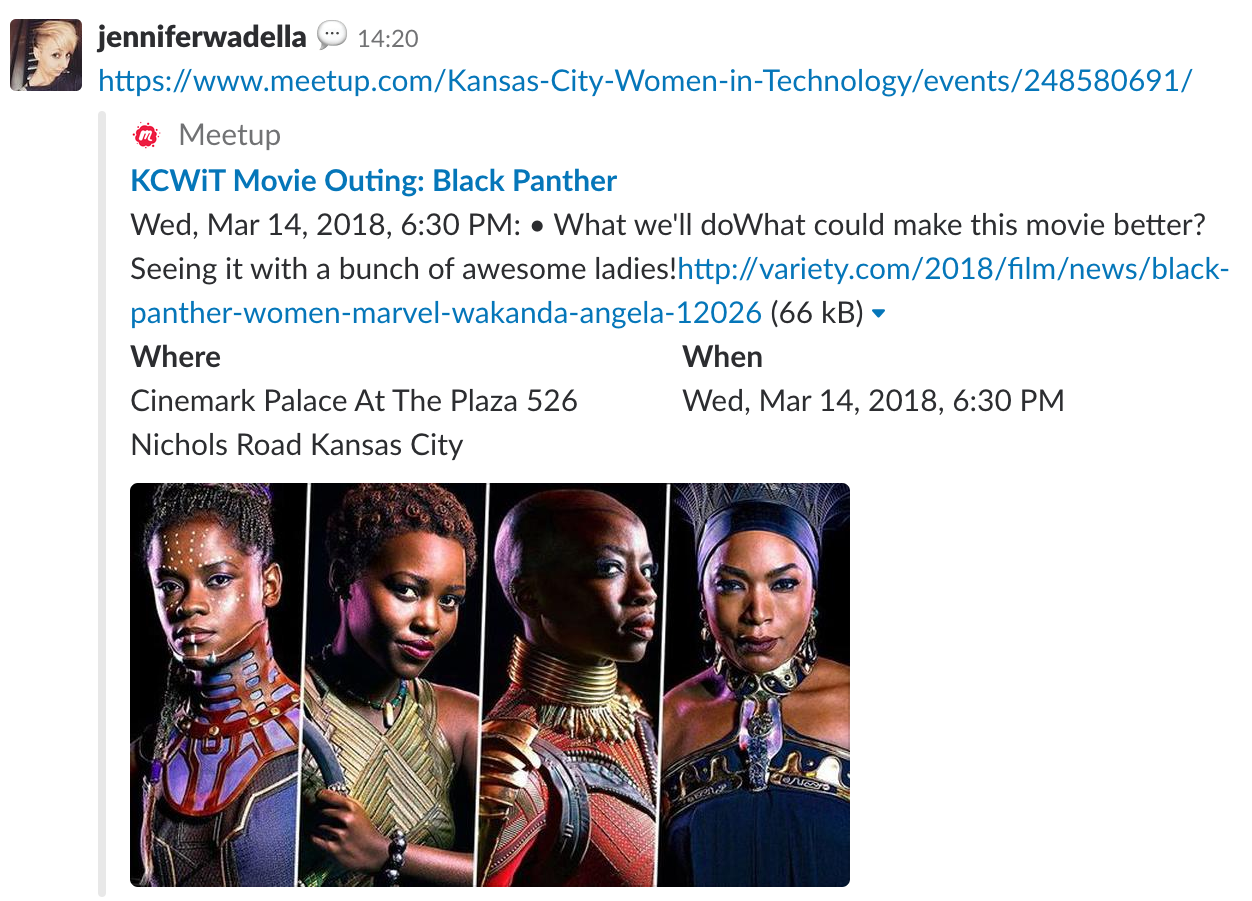 jenniferwadella 14:20
https://www.meetup.com/Kansas-City-Women-in-Technology/events/248580691/
Meetup
KCWiT Movie Outing: Black Panther
Wed, Mar 14, 2018, 6:30 PM: • What we'll doWhat could make this movie better?
Seeing it with a bunch of awesome ladies!http://variety.com/2018/film/news/black-
panther-women-marvel-wakanda-angela-12026 (66 kB)
Where When
Cinemark Palace At The Plaza 526 Wed, Mar 14, 2018, 6:30 PM
Nichols Road Kansas City